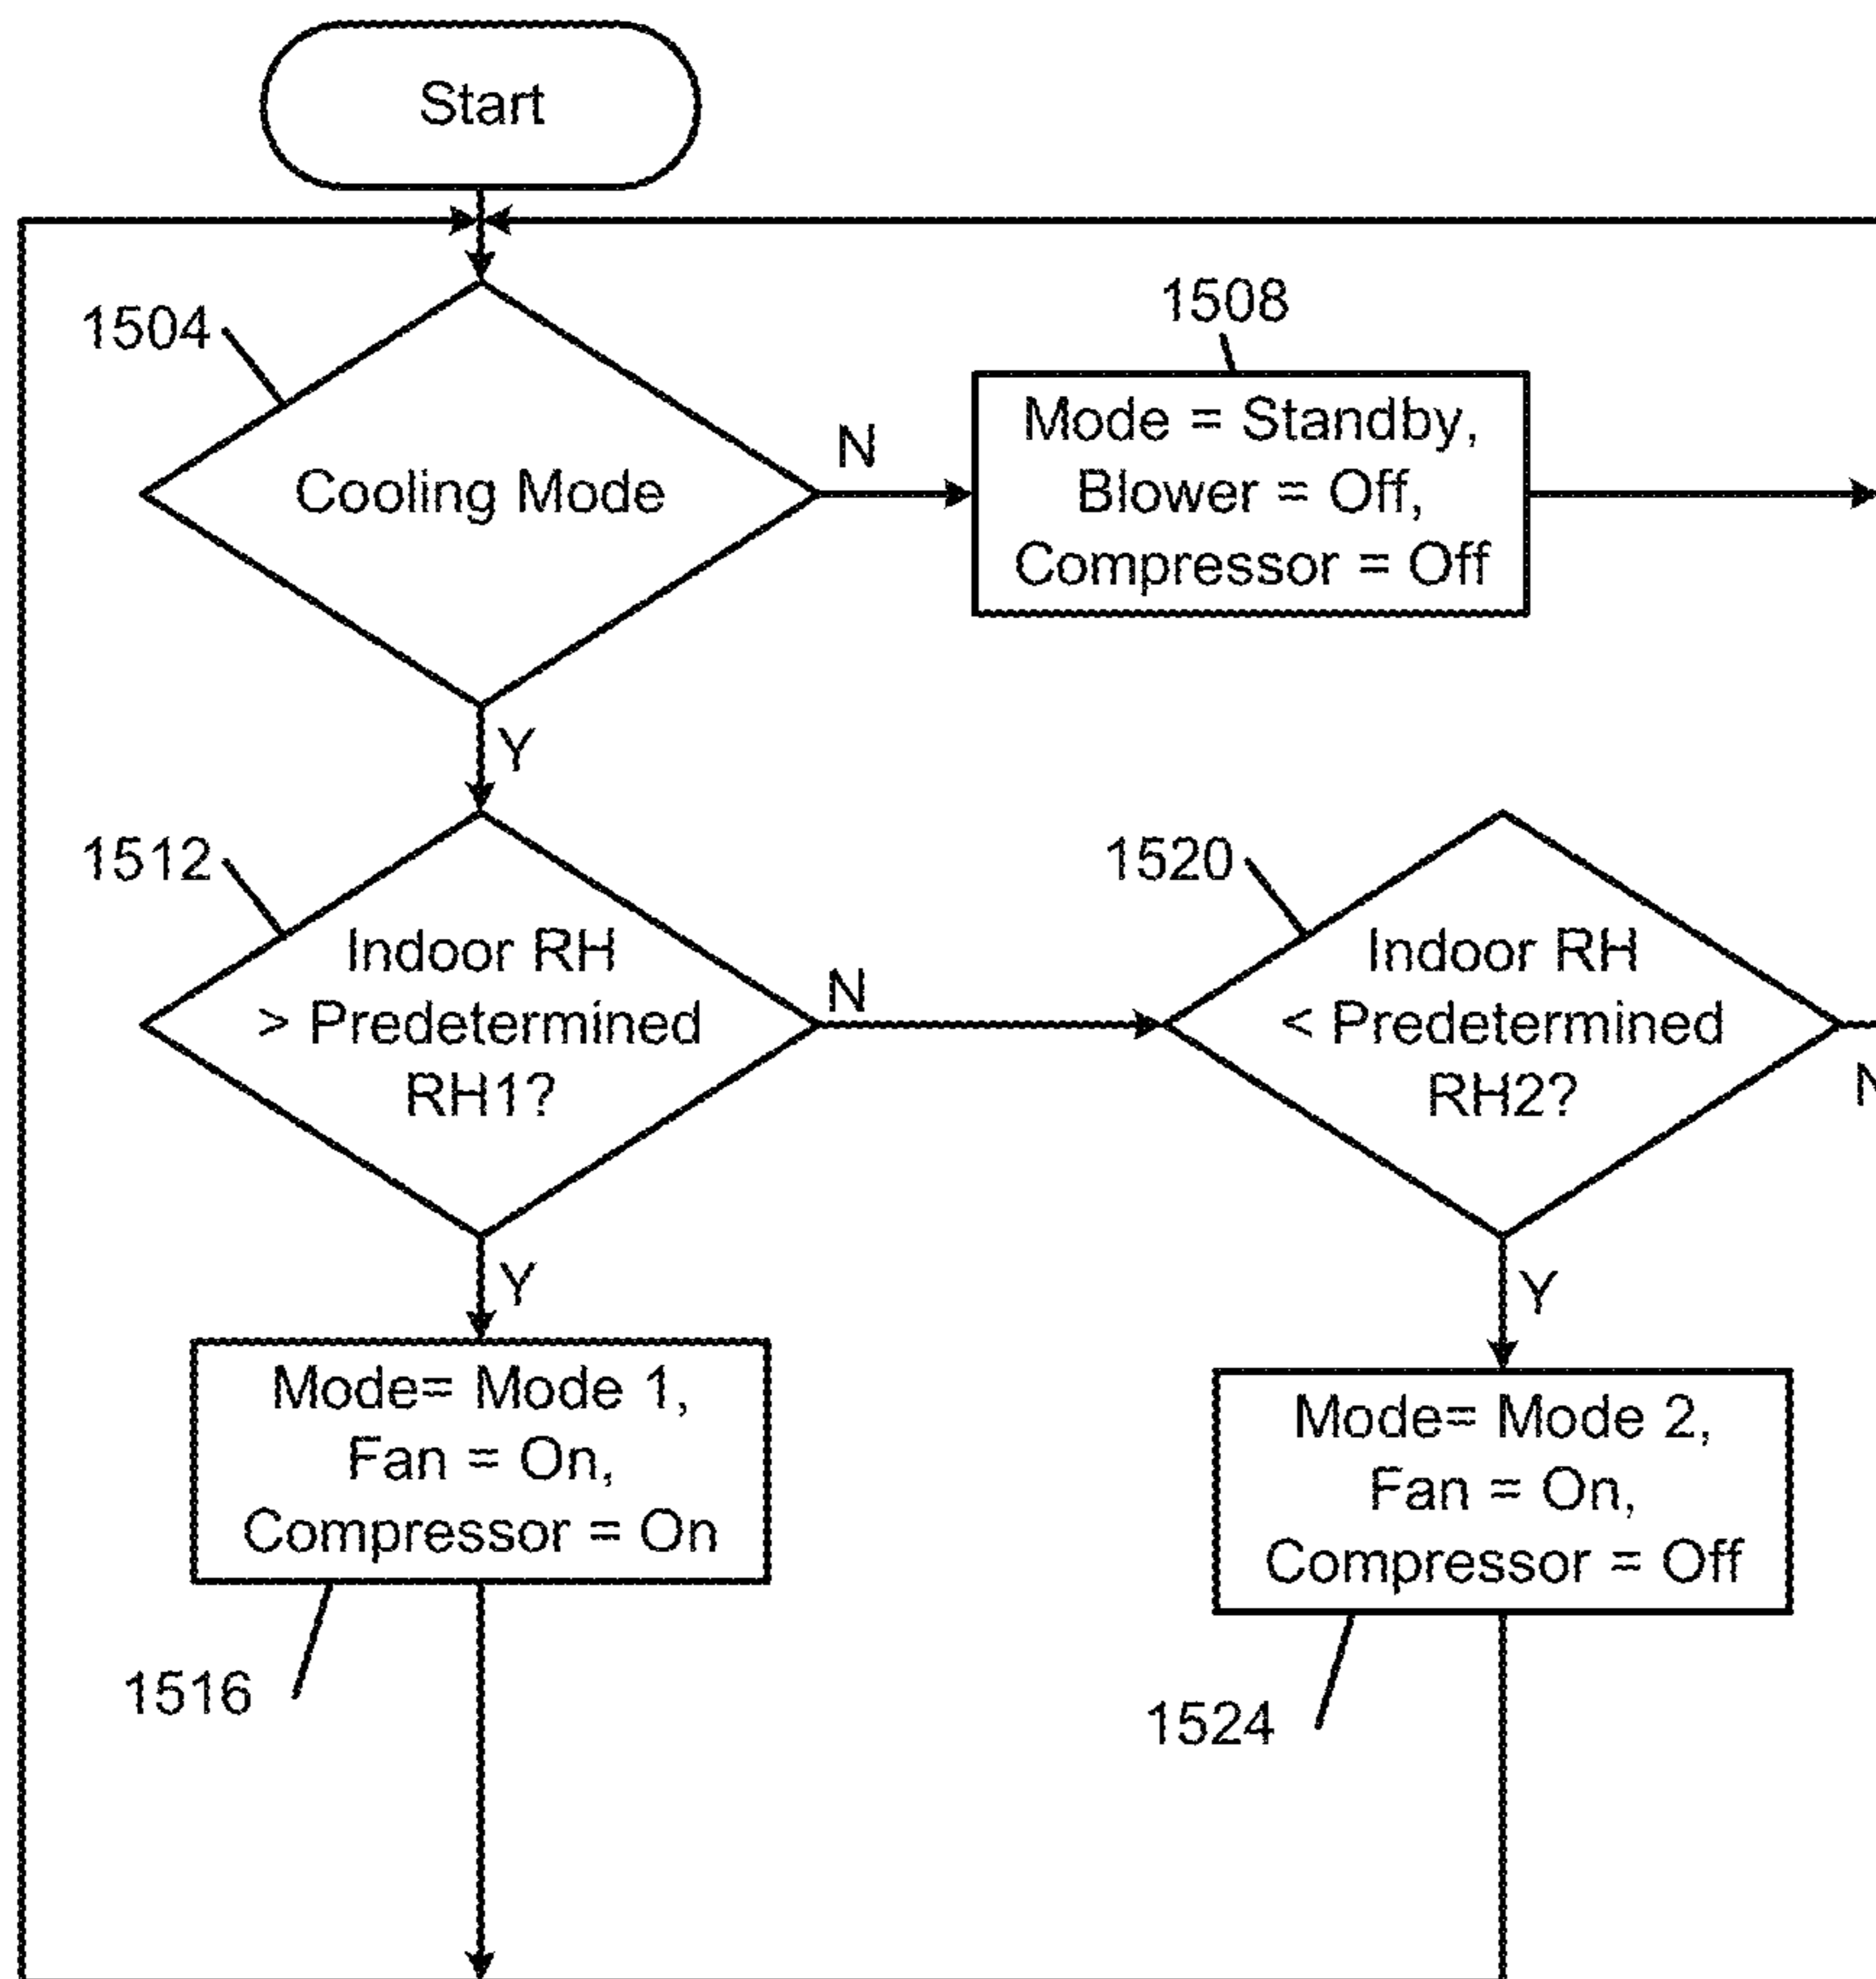 Start
1504
Cooling Mode
N
1508
Mode = Standby,
Blower = Off,
Compressor = Off
Y
1512
Indoor RH
> Predetermined
RH1?
N
1520
Indoor RH
< Predetermined
RH2?
N
Y
Mode= Mode 1,
Fan = On,
Compressor = On
1516
Y
Mode= Mode 2,
Fan = On,
Compressor = Off
1524